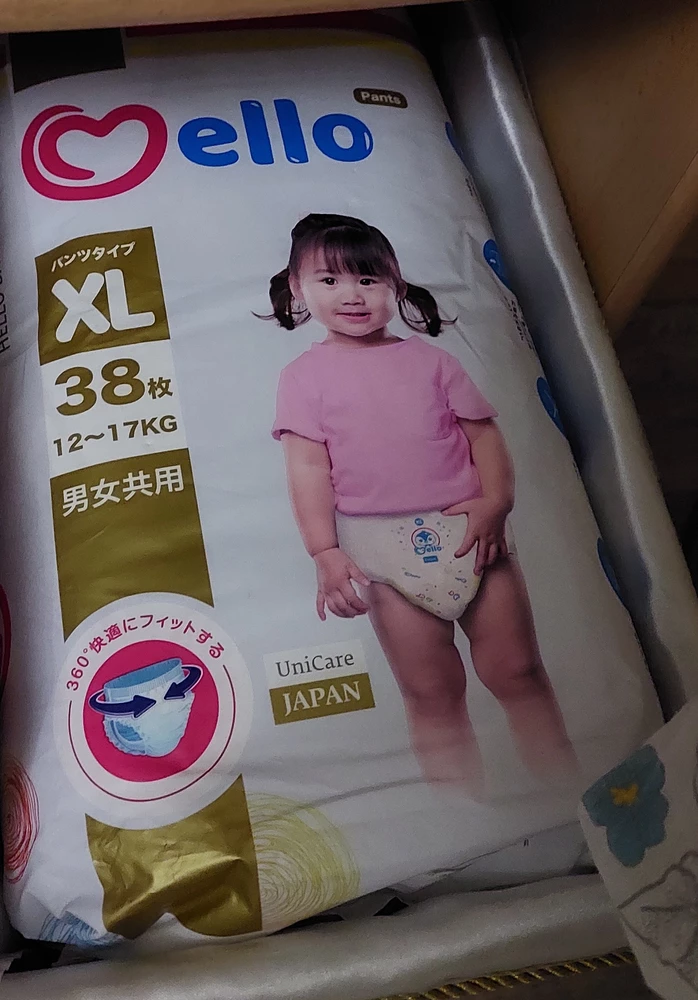 Mello
Pants
パンツタイプ
XL
38枚
12～17KG
男女共用
360°快適にフィットする
UniCare
JAPAN